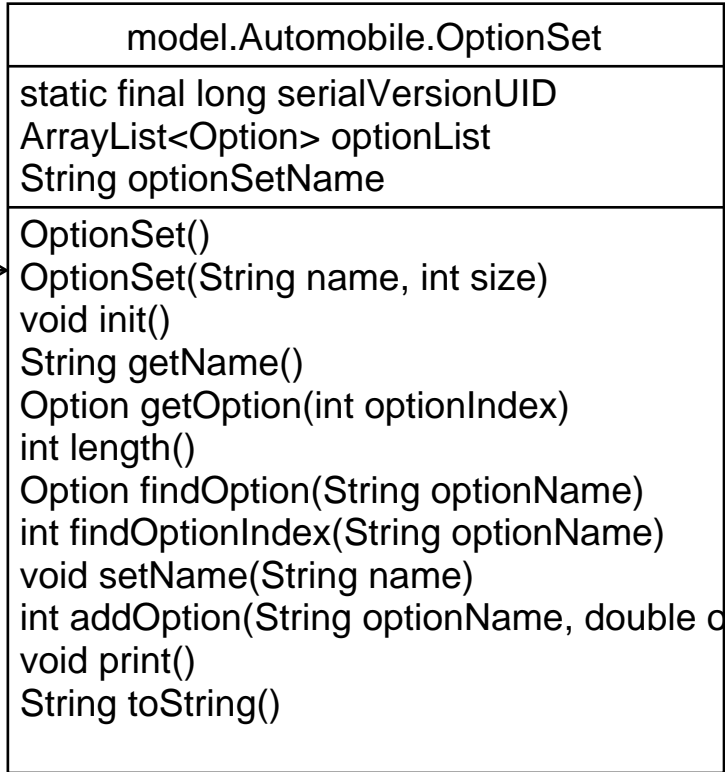 model.Automobile.OptionSet
static final long serialVersionUID
ArrayList<Option> optionList
String optionSetName
OptionSet()
OptionSet(String name, int size)
void init()
String getName()
Option getOption(int optionIndex)
int length()
Option findOption(String optionName)
int findOptionIndex(String optionName)
void setName(String name)
int addOption(String optionName, double
void print()
String toString()